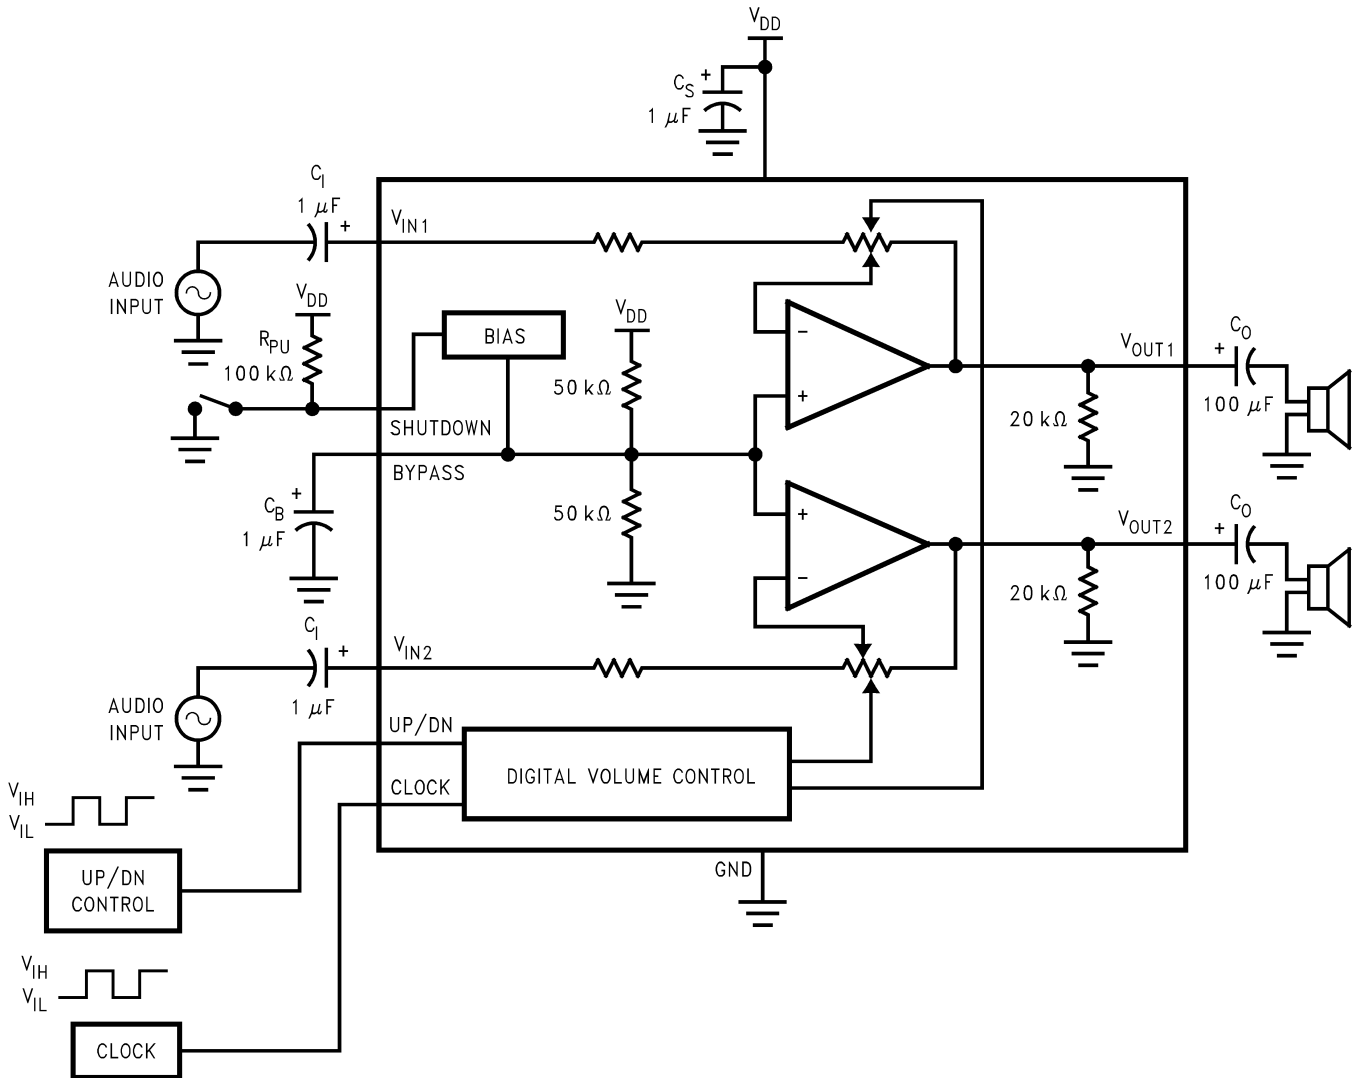 VDD
CS
+
1 µF
CI
1 µF
+
VIN1
AUDIO
INPUT
VDD
RPU
100 kΩ
BIAS
VDD
50 kΩ
−
+
VOUT1
+
CO
100 µF
20 kΩ
SHUTDOWN
BYPASS
+
CB
1 µF
50 kΩ
+
−
VOUT2
+
CO
100 µF
20 kΩ
CI
+
1 µF
VIN2
AUDIO
INPUT
UP/DN
CLOCK
DIGITAL VOLUME CONTROL
VIH
VIL
UP/DN
CONTROL
GND
VIH
VIL
CLOCK